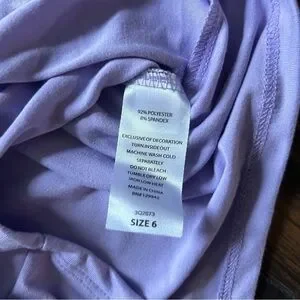 92% POLYESTER
8% SPANDEX
EXCLUSIVE OF DECORATION
TURN INSIDE OUT
MACHINE WASH COLD
SEPARATELY
DO NOT BLEACH
TUMBLE DRY LOW
IRON LOW HEAT
MADE IN CHINA
RN#
SIZE 6